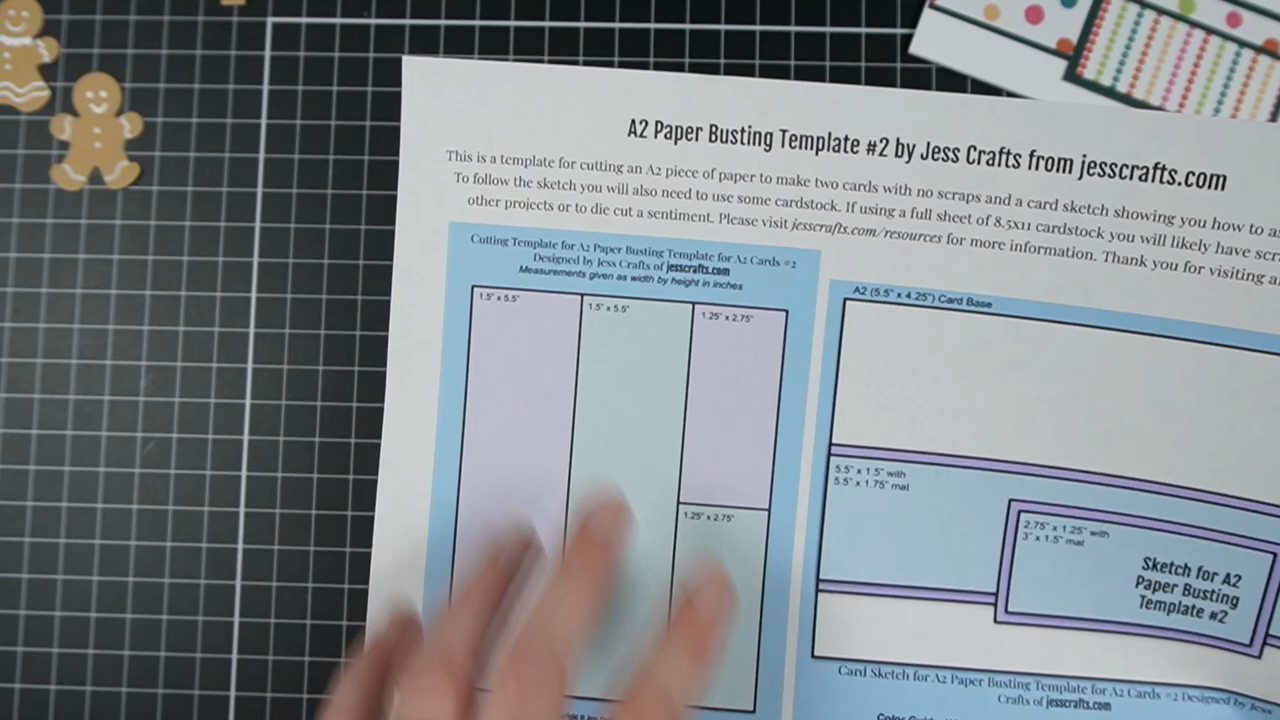 A2 Paper Busting Template #2 by Jess Crafts from jesscrafts.com
This is a template for cutting an A2 piece of paper to make two cards with no scraps and a card sketch showing you how to
To follow the sketch you will also need to use some cardstock. If using a full sheet of 8.5x11 cardstock you will likely have
other projects or to die cut a sentiment. Please visit jesscrafts.com/resources for more information. Thank you for visiting
Cutting Template for A2 Paper Busting Template for A2 Cards #2
Designed by Jess Crafts of jesscrafts.com
Measurements given as width by height in inches
1.5" x 5.5"
1.5" x 5.5"
1.25" x 2.75"
1.25" x 2.75"
A2 (5.5" x 4.25") Card Base
5.5" x 1.5" with
5.5" x 1.75" mat
2.75" x 1.25" with
3" x 1.5" mat
Sketch for A2
Paper Busting
Template #2
Card Sketch for A2 Paper Busting Template for A2 Cards #2 Designed by Jess
Crafts of jesscrafts.com